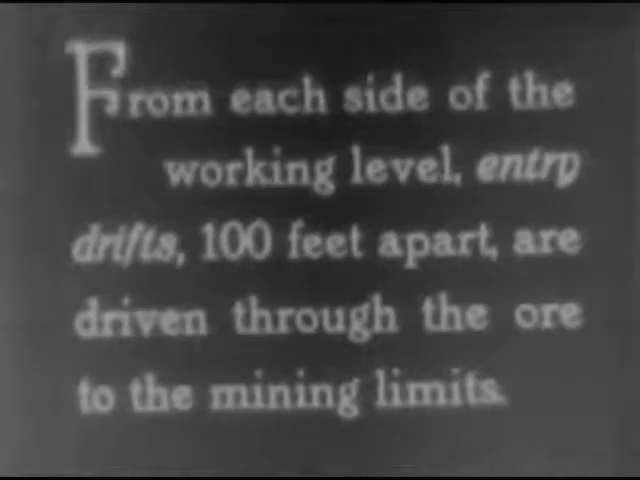 From each side of the
working level, entry
drifts, 100 feet apart, are
driven through the ore
to the mining limits.